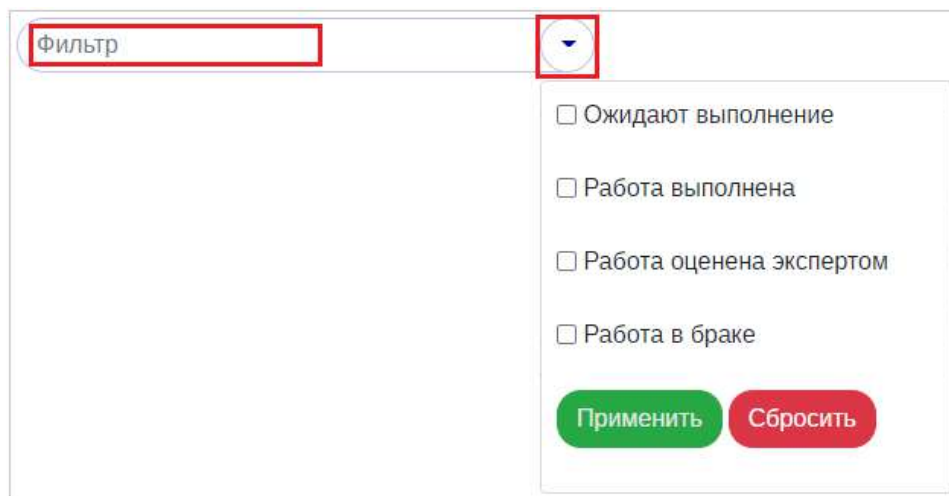 Фильтр
Ожидают выполнение
Работа выполнена
Работа оценена экспертом
Работа в браке
Применить Сбросить